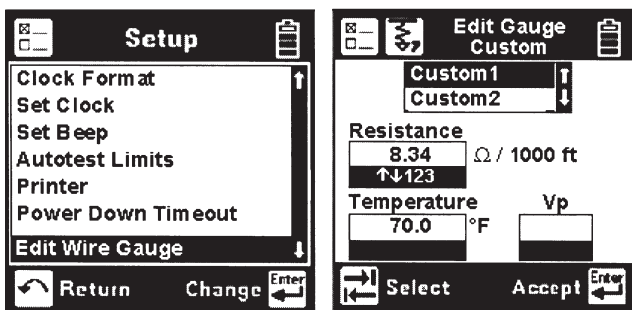 Setup
Clock Format
Set Clock
Set Beep
Autotest Limits
Printer
Power Down Timeout
Edit Wire Gauge
Return
Change
Enter
Edit Gauge
Custom
Custom1
Custom2
Resistance
8.34 Ω / 1000 ft
↑↓123
Temperature Vp
70.0 °F
Select
Accept
Enter